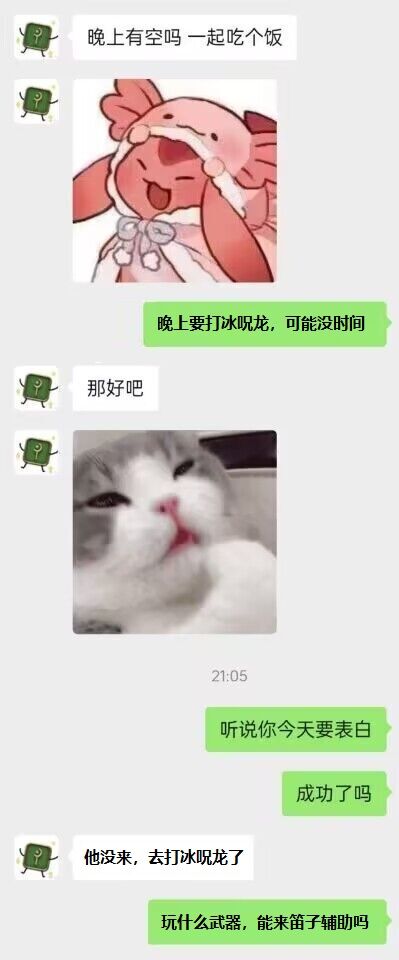 晚上有空吗 一起吃个饭
晚上要打冰呪龙，可能没时间
那好吧
21:05
听说你今天要表白
成功了吗
他没来，去打冰呪龙了
玩什么武器，能来笛子辅助吗